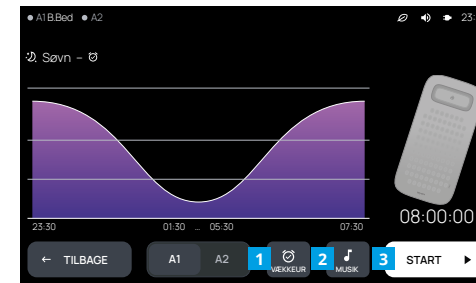 A1 B.Bed A2 23:
Søvn –
08:00:00
23:30 01:30 ... 05:30 07:30
← TILBAGE A1 A2 1 VÆKKEUR 2 MUSIK 3 START